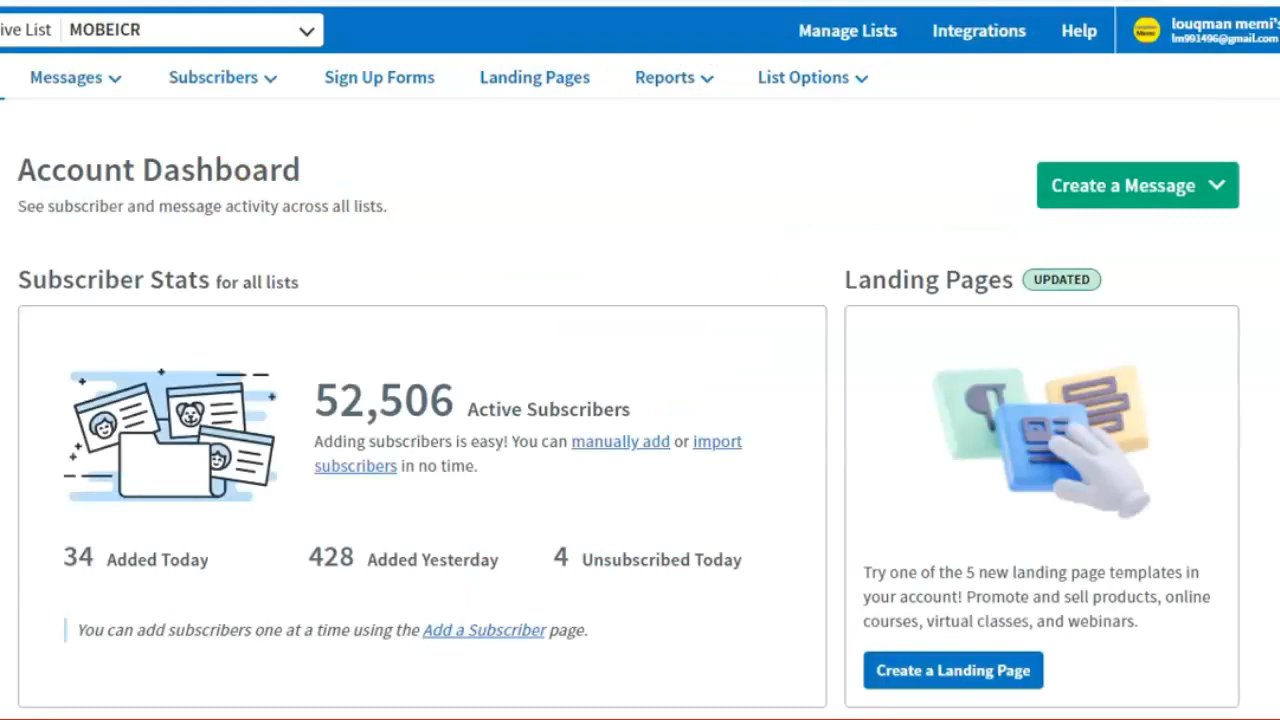 ive List MOBEICR
Manage Lists Integrations Help
louqman memi's
lm991496@gmail.com
Messages Subscribers Sign Up Forms Landing Pages Reports List Options
Account Dashboard
See subscriber and message activity across all lists.
Create a Message
Subscriber Stats for all lists
52,506 Active Subscribers
Adding subscribers is easy! You can manually add or import
subscribers in no time.
34 Added Today 428 Added Yesterday 4 Unsubscribed Today
You can add subscribers one at a time using the Add a Subscriber page.
Landing Pages UPDATED
Try one of the 5 new landing page templates in
your account! Promote and sell products, online
courses, virtual classes, and webinars.
Create a Landing Page